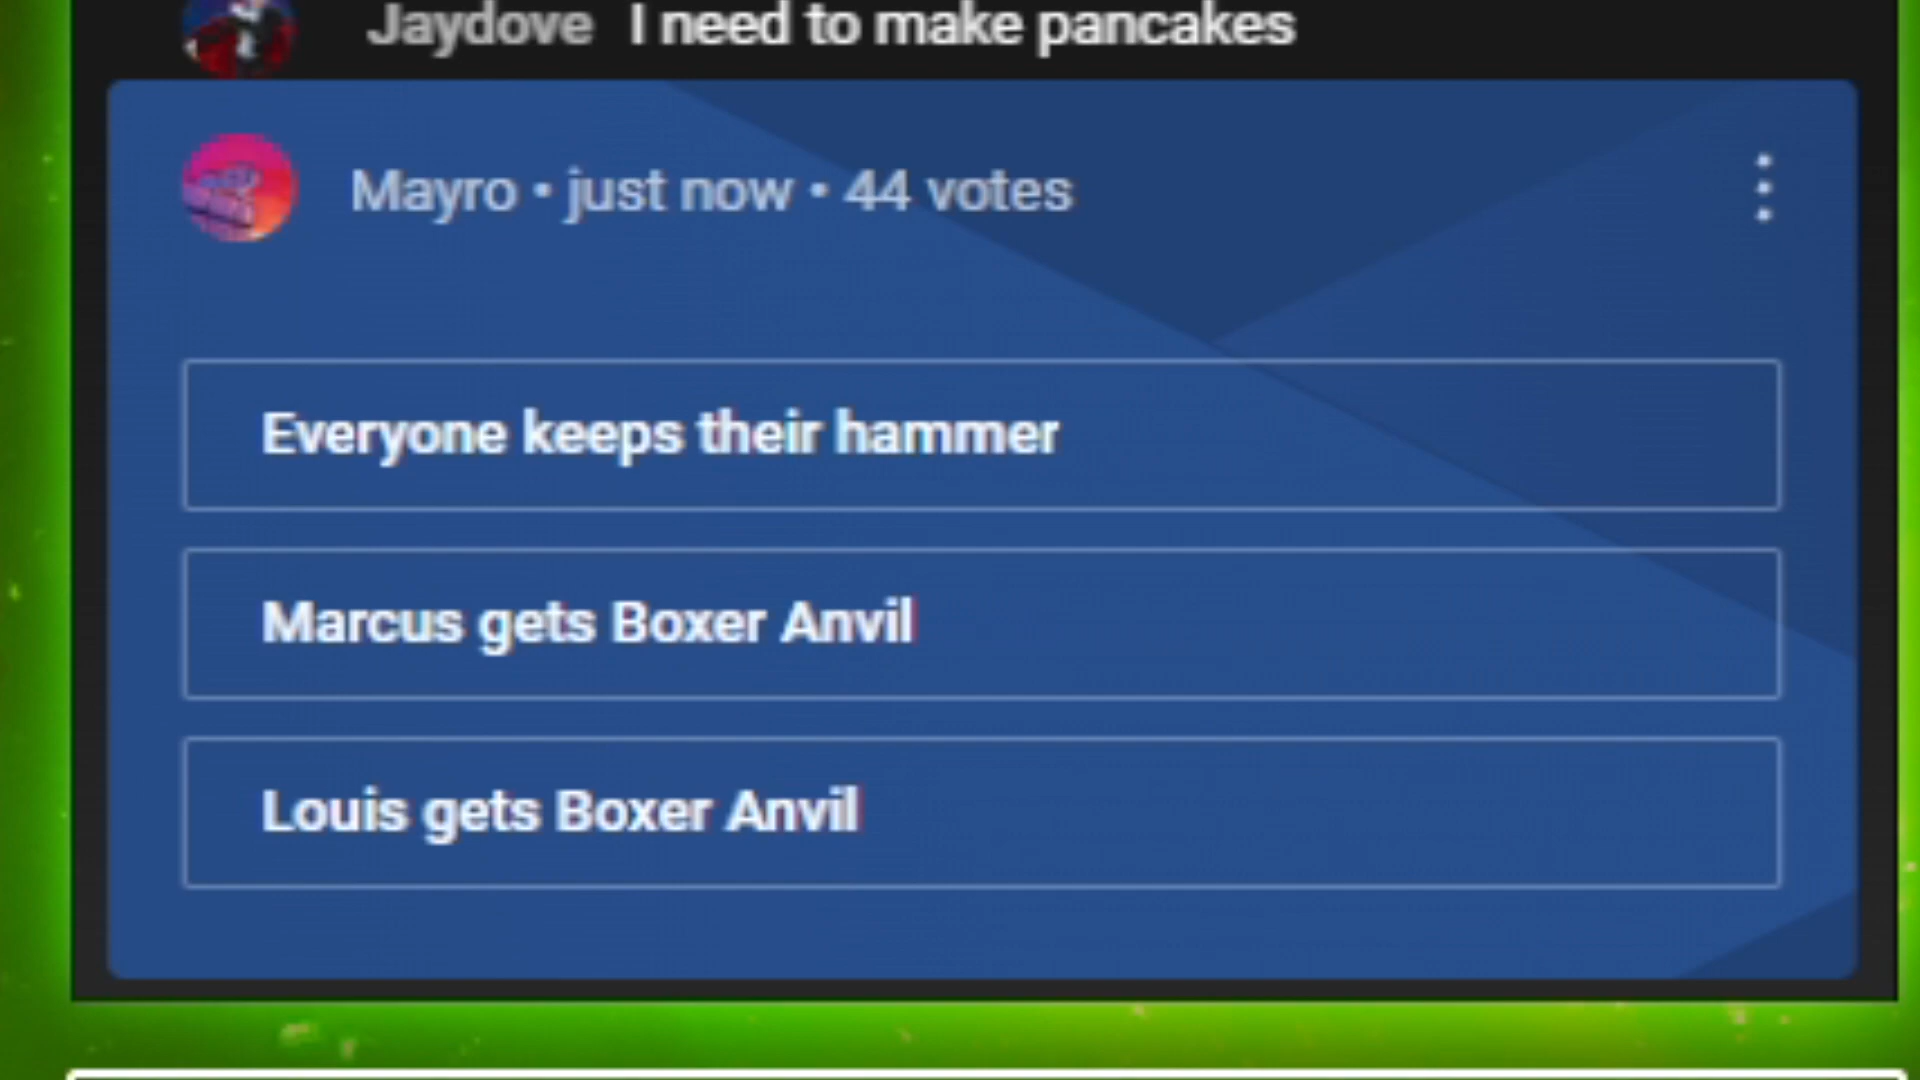 Jaydove I need to make pancakes
Mayro • just now • 44 votes
Everyone keeps their hammer
Marcus gets Boxer Anvil
Louis gets Boxer Anvil